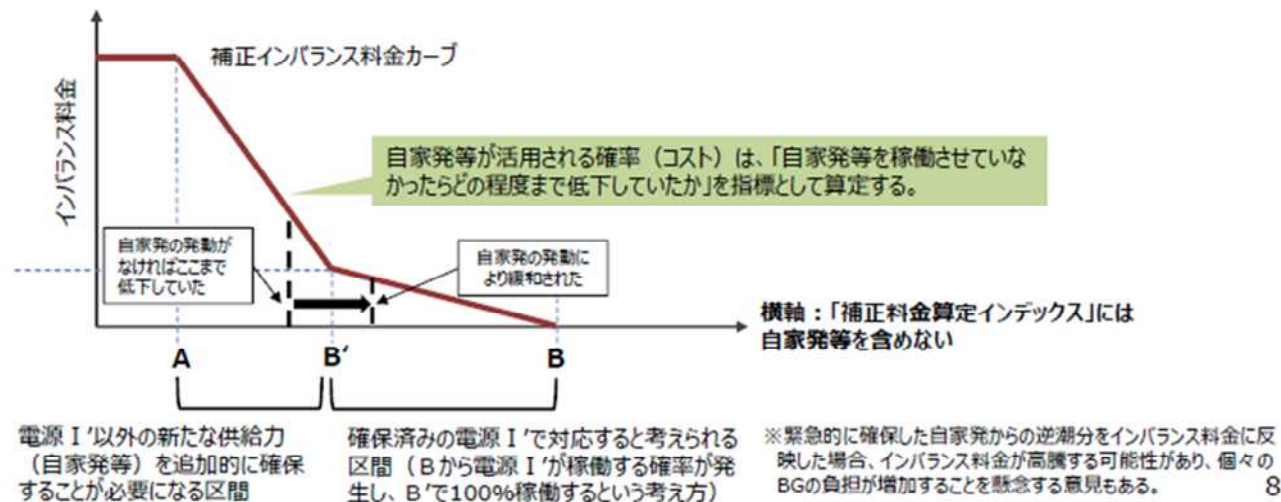 補正インバランス料金カーブ
インバランス料金
自家発等が活用される確率（コスト）は、「自家発等を稼働させていな
かったらどの程度まで低下していたか」を指標として算定する。
自家発の発動が
なければここまで
低下していた
自家発の発動に
より緩和された
横軸：「補正料金算定インデックス」には
自家発等を含めない
A
B′
B
電源Ⅰ′以外の新たな供給力
（自家発等）を追加的に確保
することが必要になる区間
確保済みの電源Ⅰ′で対応すると考えられる
区間（Ｂから電源Ⅰ′が稼働する確率が発
生し、Ｂ′で100%稼働するという考え方）
※緊急的に確保した自家発からの逆潮分をインバランス料金に反
映した場合、インバランス料金が高騰する可能性があり、個々の
BGの負担が増加することを懸念する意見もある。
8